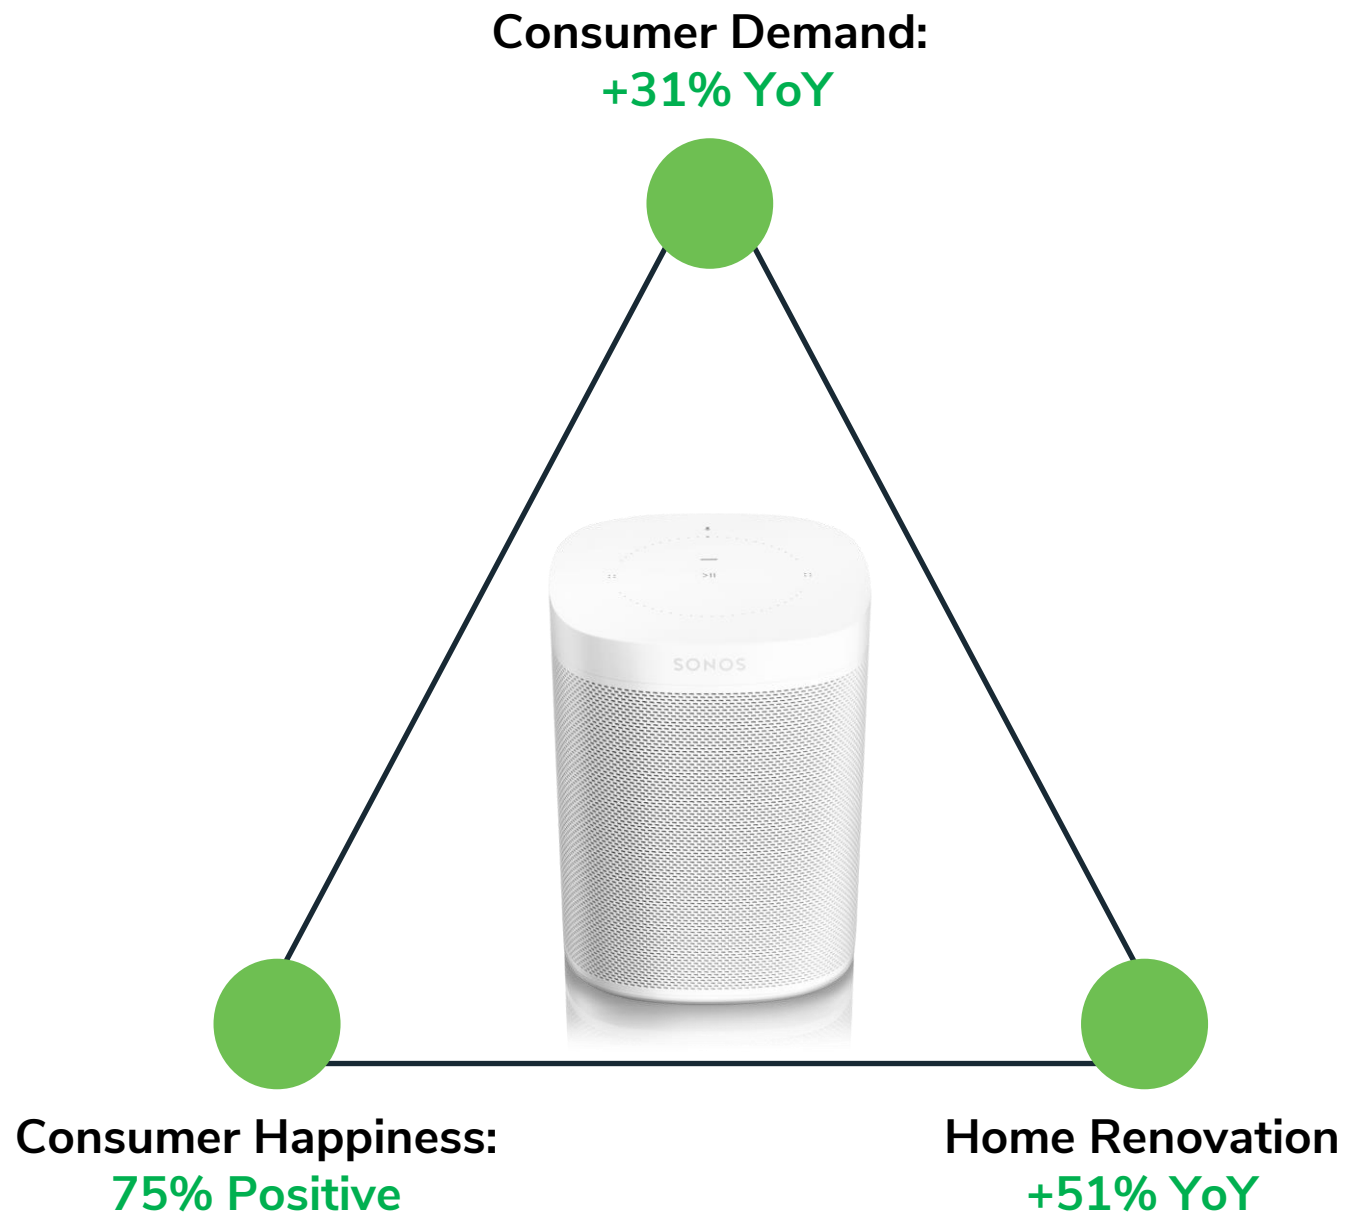 Consumer Demand:
+31% YoY
SONOS
Consumer Happiness:
75% Positive
Home Renovation
+51% YoY